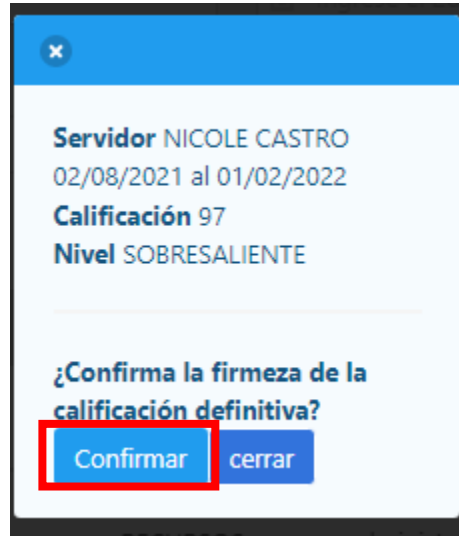 Servidor NICOLE CASTRO
02/08/2021 al 01/02/2022
Calificación 97
Nivel SOBRESALIENTE
¿Confirma la firmeza de la
calificación definitiva?
Confirmar cerrar